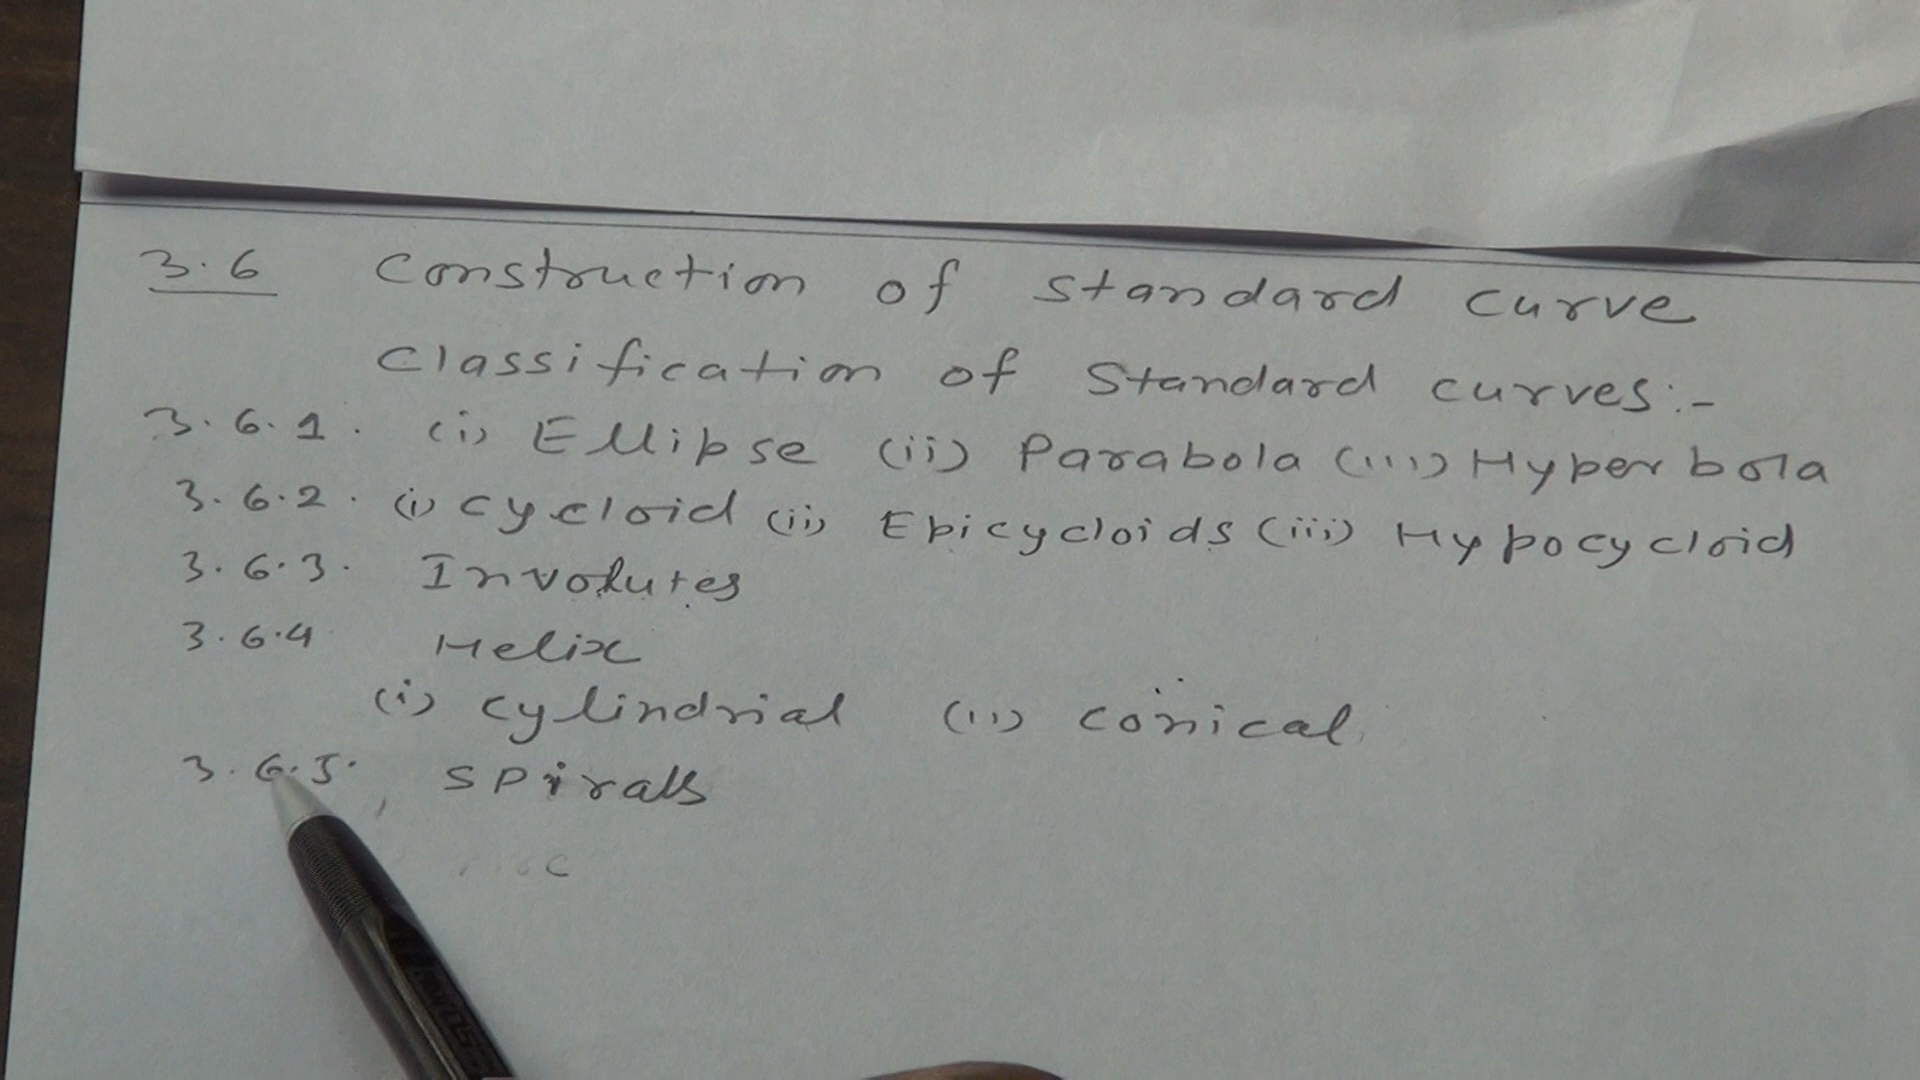 3.6 Construction of standard curve
Classification of Standard curves:-
3.6.1. (i) Ellipse (ii) Parabola (iii) Hyperbola
3.6.2. (i) cycloid (ii) Epicycloids (iii) Hypocycloid
3.6.3. Involutes
3.6.4 Helix
(i) cylindrial (ii) conical
3.6.5. Spirals